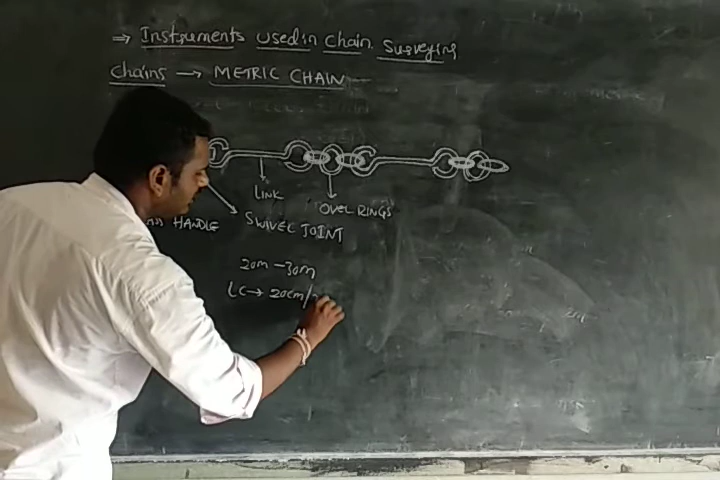 ⇒ Instruments used in Chain Surveying
Chains → METRIC CHAIN
LINK
OVEL RINGS
HANDLE
SWIVEL JOINT
20m - 30m
LC → 20cm/